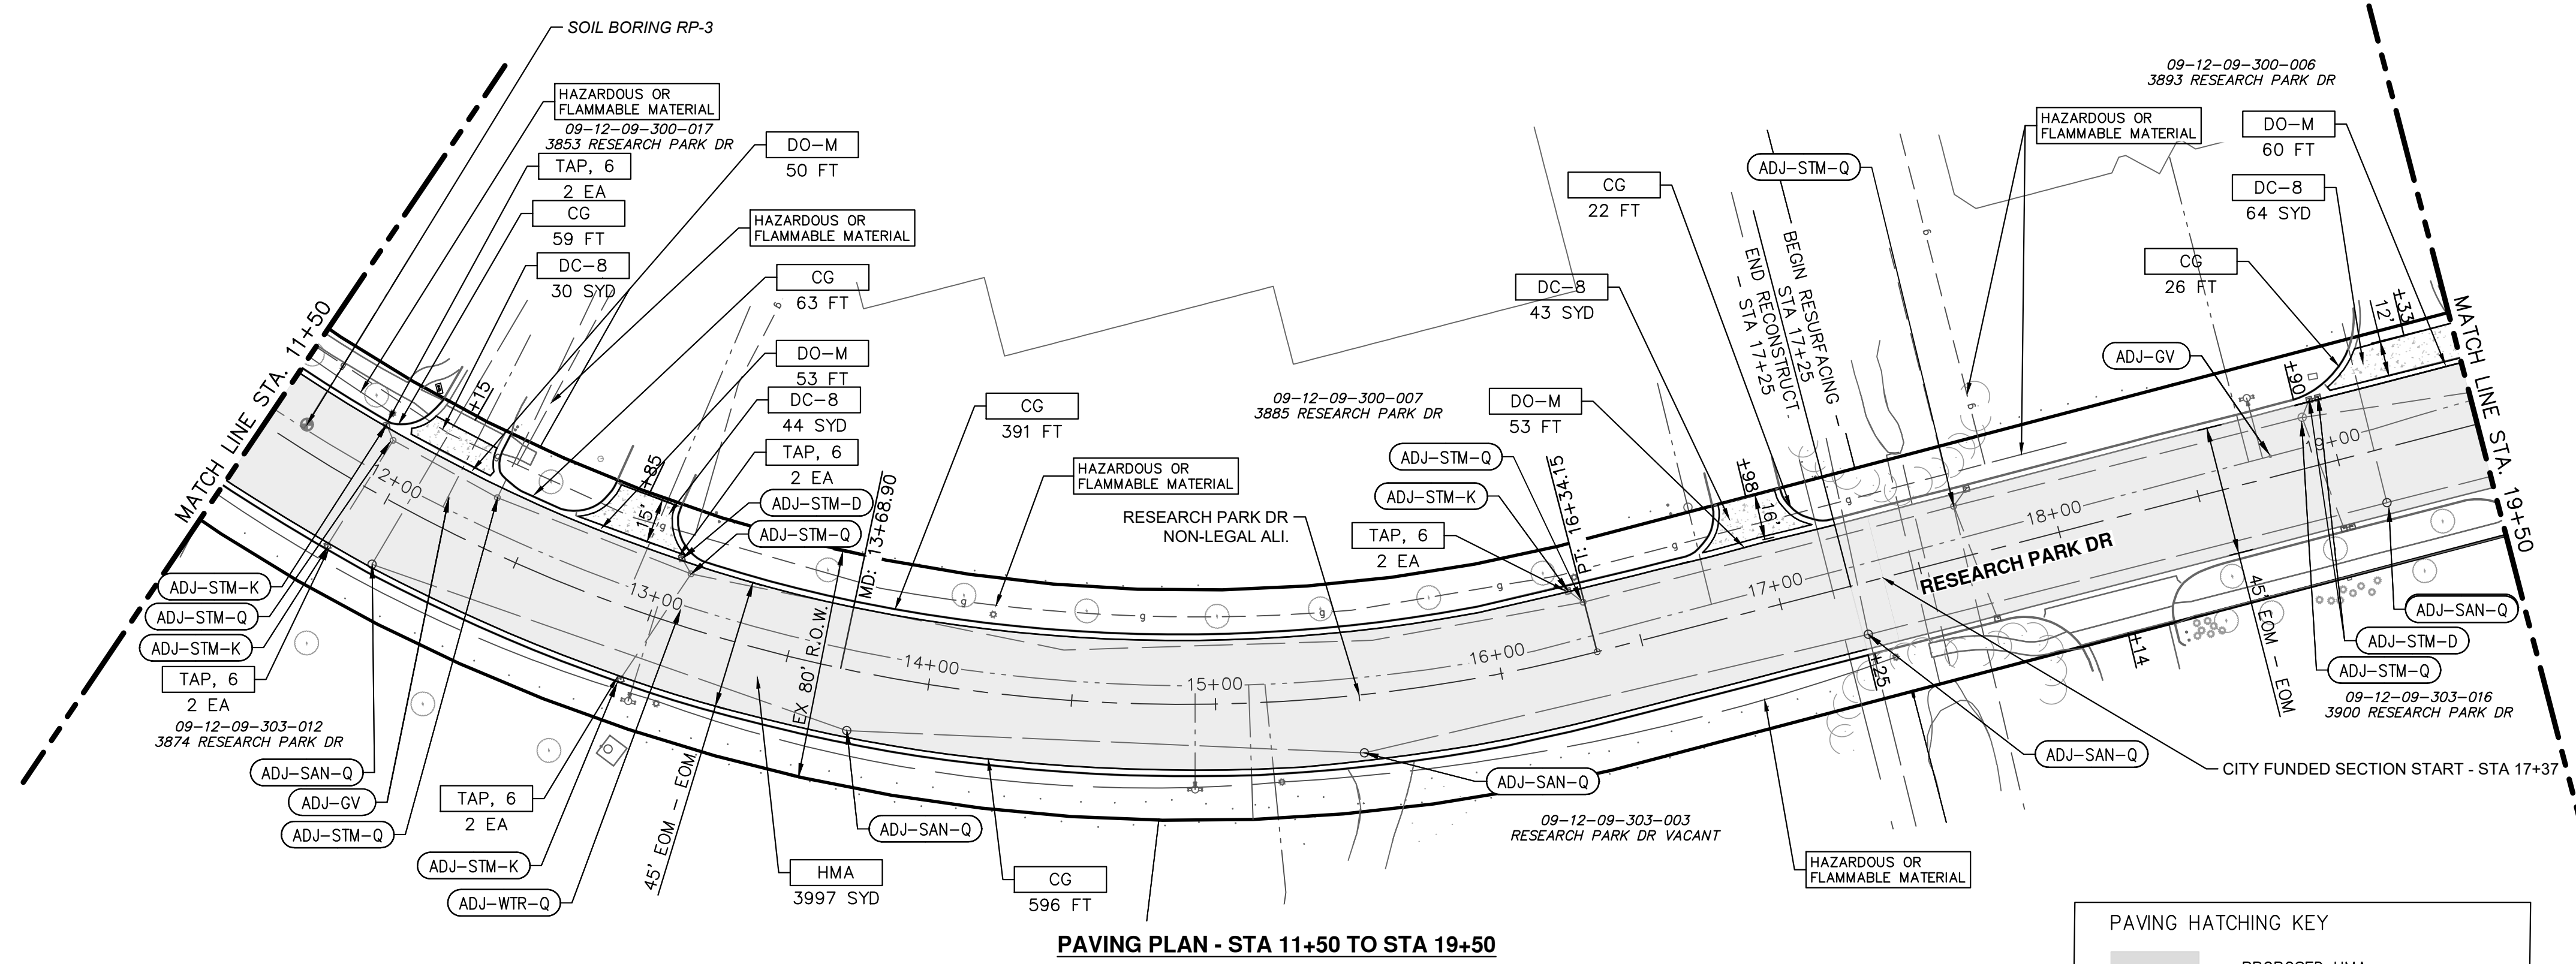 SOIL BORING RP-3
HAZARDOUS OR
FLAMMABLE MATERIAL
09-12-09-300-017
3853 RESEARCH PARK DR
TAP, 6
2 EA
CG
59 FT
DC-8
30 SYD
DO-M
50 FT
HAZARDOUS OR
FLAMMABLE MATERIAL
CG
63 FT
DO-M
53 FT
DC-8
44 SYD
TAP, 6
2 EA
ADJ-STM-D
ADJ-STM-Q
MATCH LINE STA. 11+50
+15
+85
15'
12+00
13+00
14+00
15+00
16+00
17+00
18+00
19+00
MD: 13+68.90
EX 80' R.O.W.
45' EOM - EOM
CG
391 FT
HAZARDOUS OR
FLAMMABLE MATERIAL
09-12-09-300-007
3885 RESEARCH PARK DR
RESEARCH PARK DR
NON-LEGAL ALI.
DO-M
53 FT
ADJ-STM-Q
ADJ-STM-K
TAP, 6
2 EA
PT: 16+34.15
DC-8
43 SYD
CG
22 FT
ADJ-STM-Q
BEGIN RESURFACING
STA 17+25
END RECONSTRUCT.
STA 17+25
+86
16'
09-12-09-300-006
3893 RESEARCH PARK DR
HAZARDOUS OR
FLAMMABLE MATERIAL
DO-M
60 FT
DC-8
64 SYD
CG
26 FT
ADJ-GV
+90
12'
+33
MATCH LINE STA. 19+50
RESEARCH PARK DR
45' EOM - EOM
+14
+25
ADJ-SAN-Q
ADJ-STM-D
ADJ-STM-Q
09-12-09-303-016
3900 RESEARCH PARK DR
ADJ-SAN-Q
CITY FUNDED SECTION START - STA 17+37
ADJ-STM-K
ADJ-STM-Q
ADJ-STM-K
TAP, 6
2 EA
09-12-09-303-012
3874 RESEARCH PARK DR
ADJ-SAN-Q
ADJ-GV
ADJ-STM-Q
TAP, 6
2 EA
ADJ-STM-K
ADJ-WTR-Q
HMA
3997 SYD
ADJ-SAN-Q
CG
596 FT
ADJ-SAN-Q
09-12-09-303-003
RESEARCH PARK DR VACANT
HAZARDOUS OR
FLAMMABLE MATERIAL
PAVING PLAN - STA 11+50 TO STA 19+50
PAVING HATCHING KEY